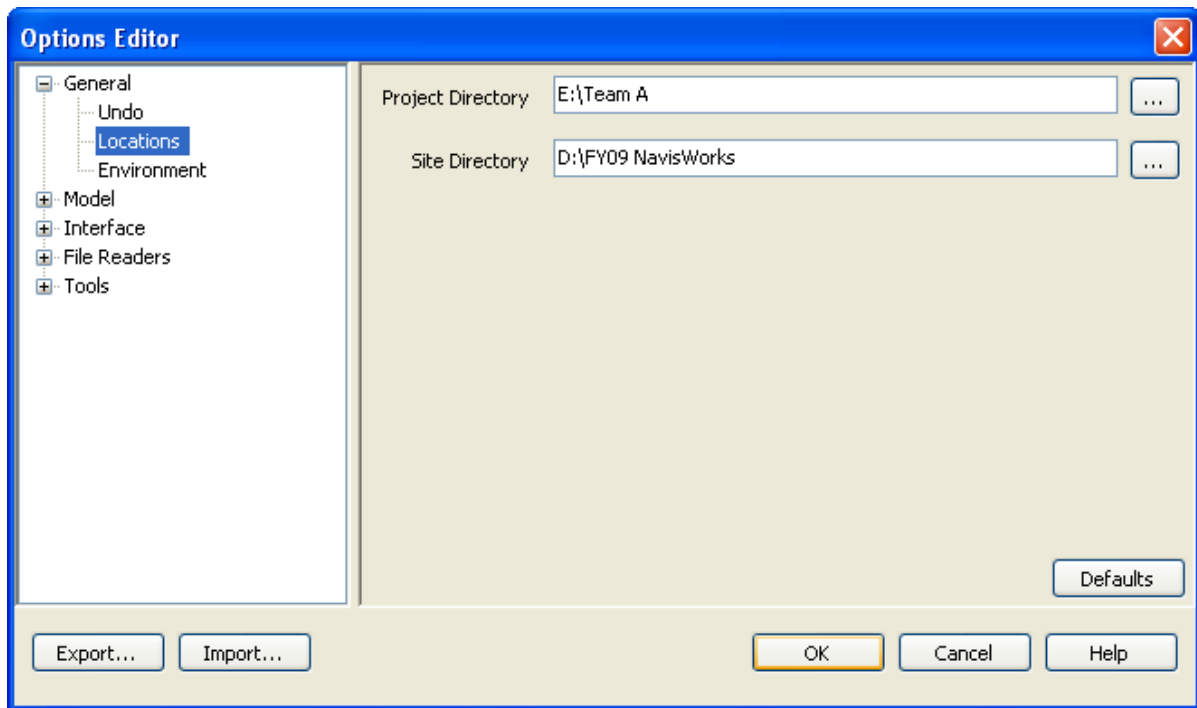 Options Editor
General
Undo
Locations
Environment
Model
Interface
File Readers
Tools
Project Directory E:\Team A ...
Site Directory D:\FY09 NavisWorks ...
Defaults
Export... Import... OK Cancel Help